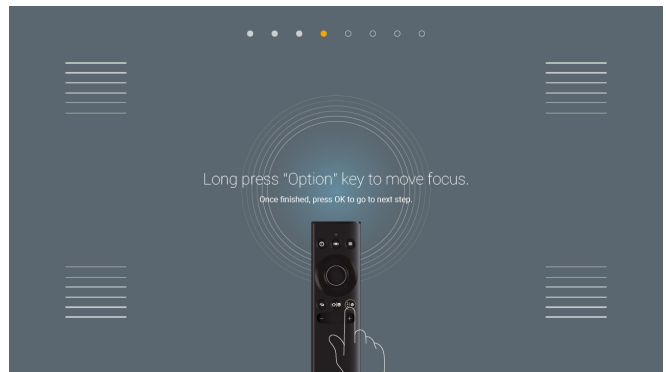 Long press "Option" key to move focus.
Once finished, press OK to go to next step.